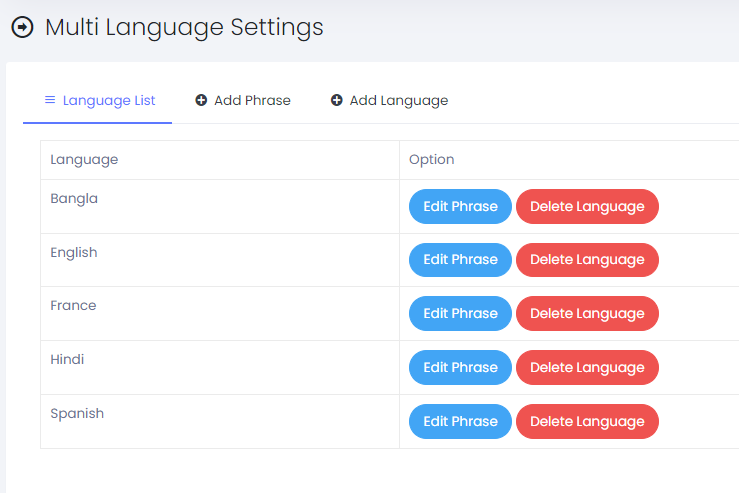 Multi Language Settings
Language List Add Phrase Add Language
Language Option
Bangla Edit Phrase Delete Language
English Edit Phrase Delete Language
France Edit Phrase Delete Language
Hindi Edit Phrase Delete Language
Spanish Edit Phrase Delete Language